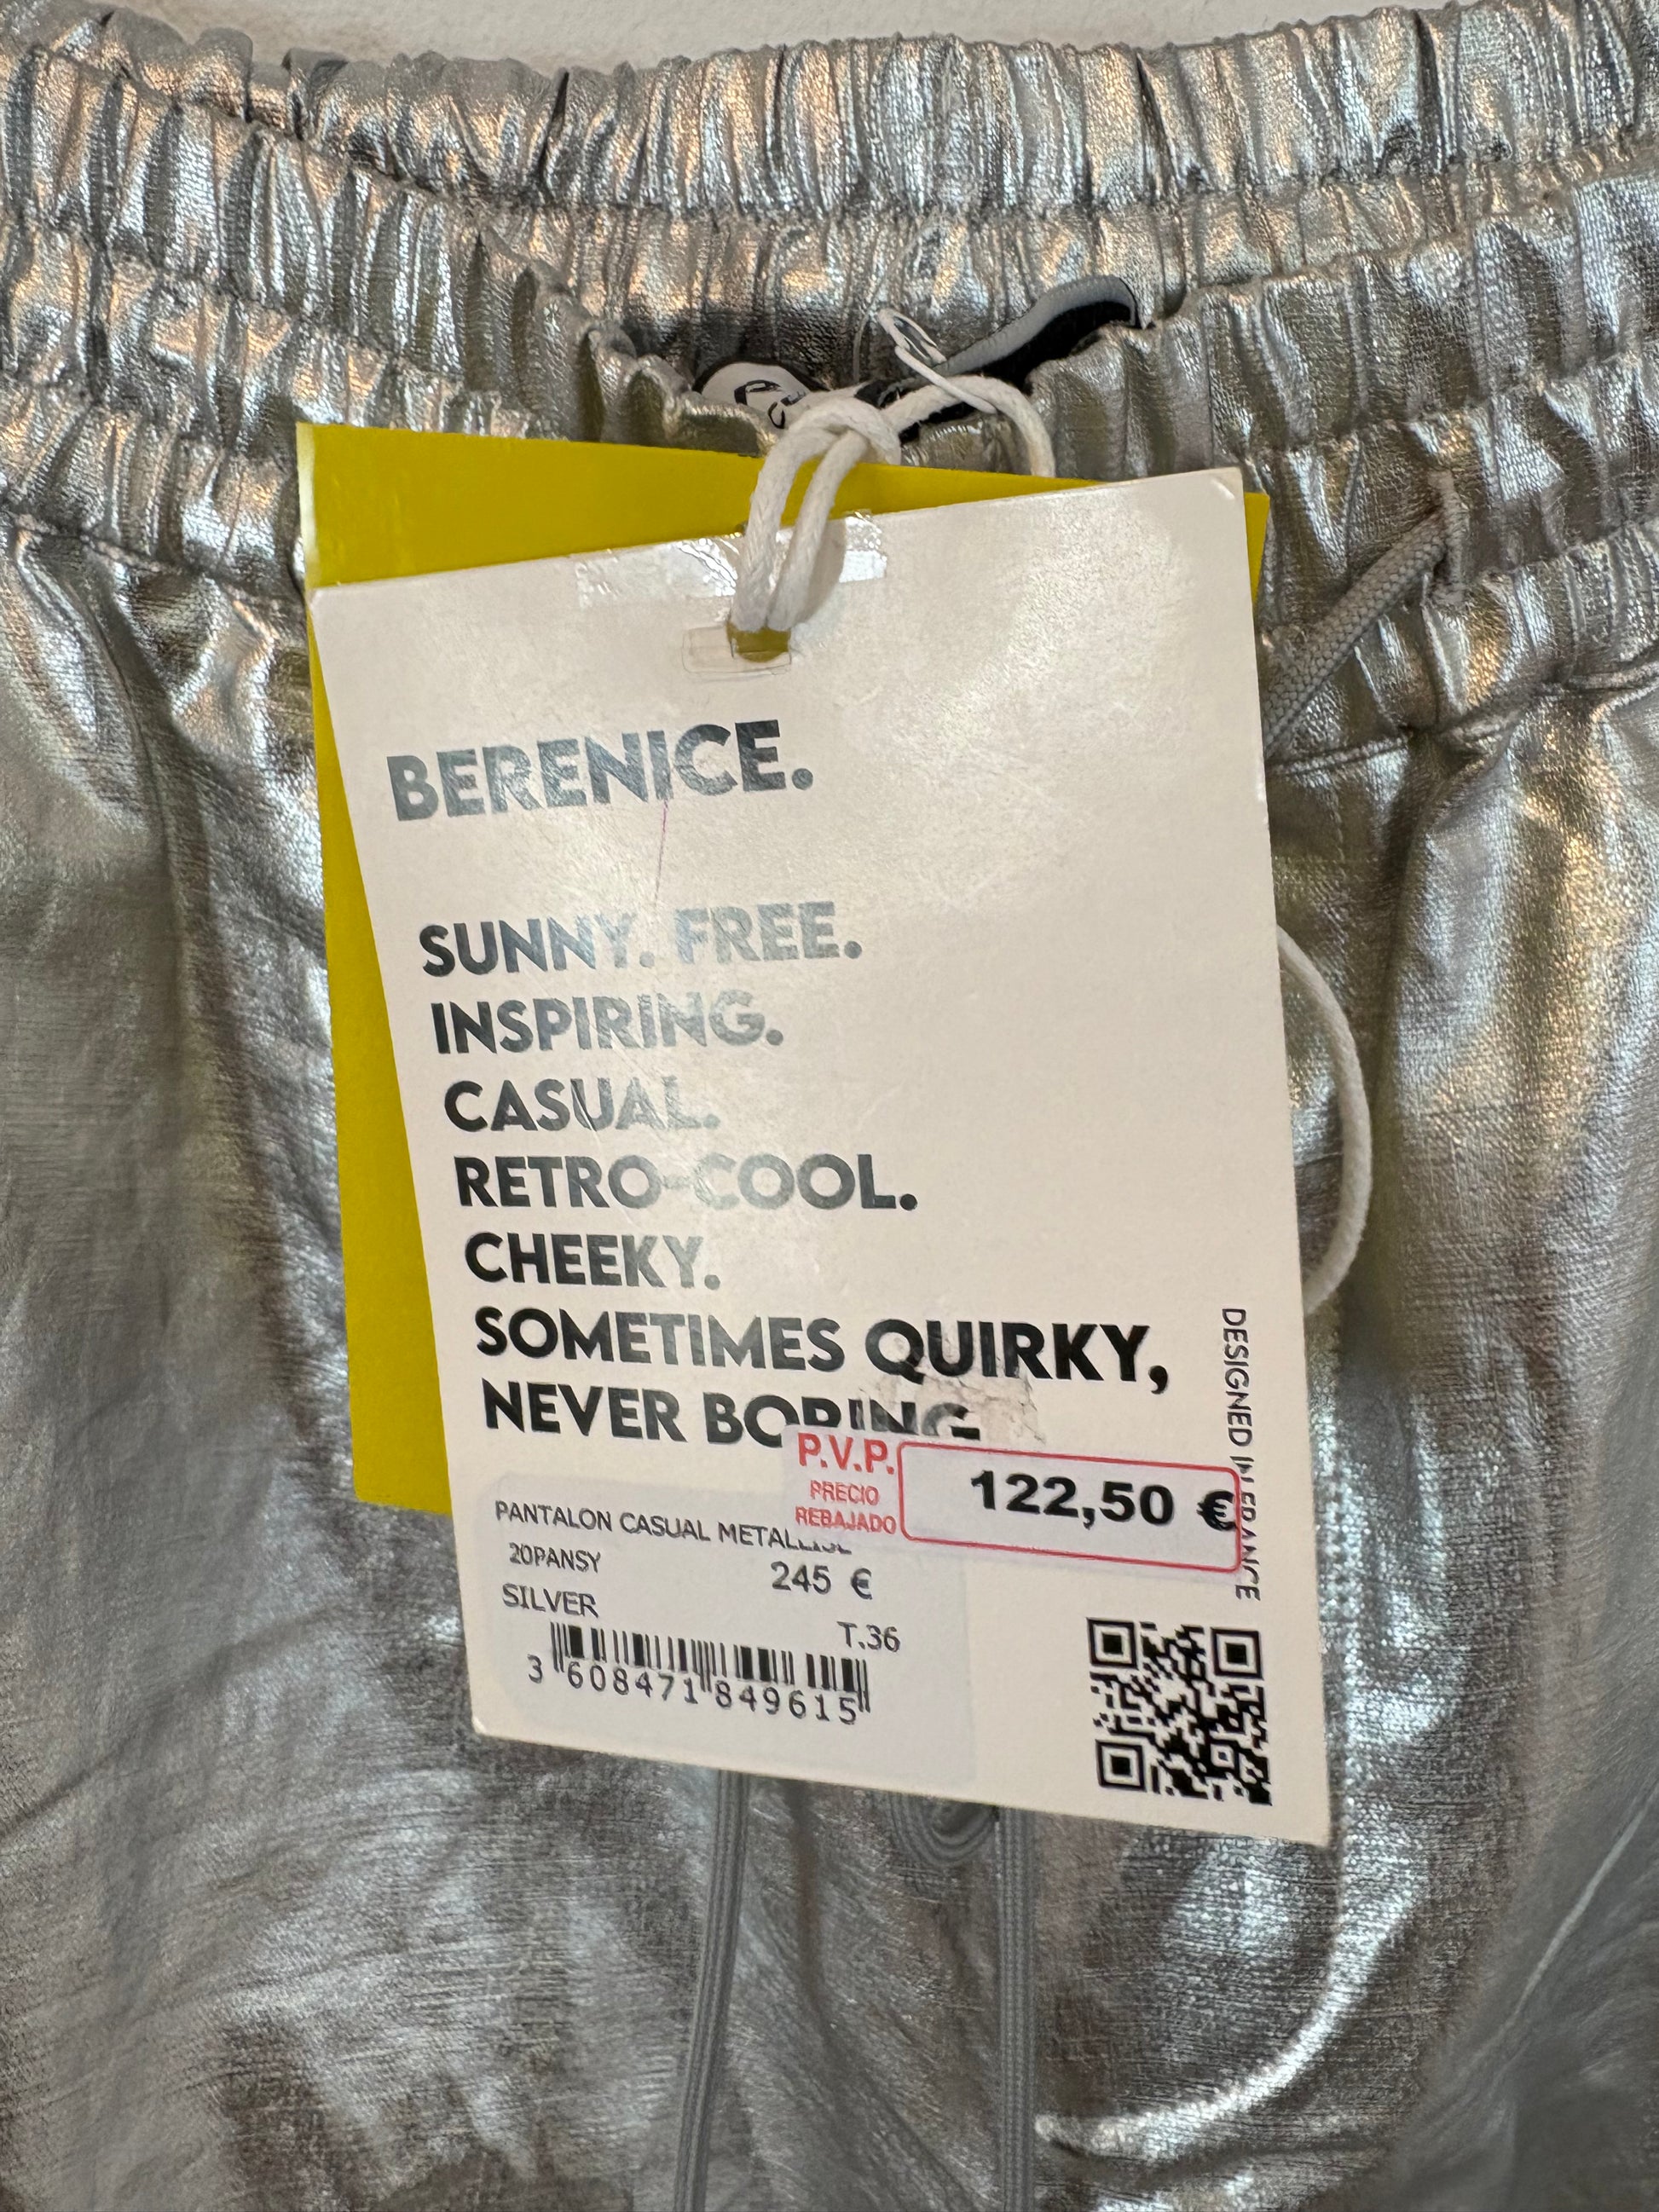 BERENICE.
SUNNY. FREE.
INSPIRING.
CASUAL.
RETRO-COOL.
CHEEKY.
SOMETIMES QUIRKY,
NEVER BORING
DESIGNED IN FRANCE
P.V.P.
PRECIO
REBAJADO
122,50 €
PANTALON CASUAL
20PANSY
245 €
SILVER
T.36
3 608471 849615